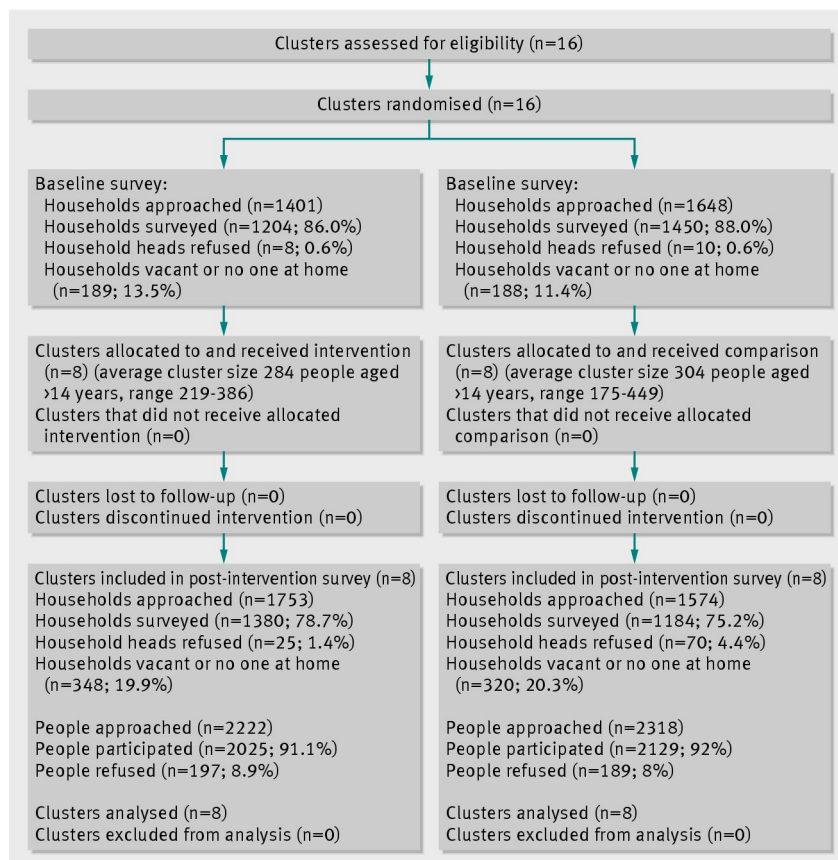 Clusters assessed for eligibility (n=16)
Clusters randomised (n=16)
Baseline survey:
Households approached (n=1401)
Households surveyed (n=1204; 86.0%)
Household heads refused (n=8; 0.6%)
Households vacant or no one at home
(n=189; 13.5%)
Baseline survey:
Households approached (n=1648)
Households surveyed (n=1450; 88.0%)
Household heads refused (n=10; 0.6%)
Households vacant or no one at home
(n=188; 11.4%)
Clusters allocated to and received intervention
(n=8) (average cluster size 284 people aged
>14 years, range 219-386)
Clusters that did not receive allocated
intervention (n=0)
Clusters allocated to and received comparison
(n=8) (average cluster size 304 people aged
>14 years, range 175-449)
Clusters that did not receive allocated
comparison (n=0)
Clusters lost to follow-up (n=0)
Clusters discontinued intervention (n=0)
Clusters lost to follow-up (n=0)
Clusters discontinued intervention (n=0)
Clusters included in post-intervention survey (n=8)
Households approached (n=1753)
Households surveyed (n=1380; 78.7%)
Household heads refused (n=25; 1.4%)
Households vacant or no one at home
(n=348; 19.9%)
People approached (n=2222)
People participated (n=2025; 91.1%)
People refused (n=197; 8.9%)
Clusters analysed (n=8)
Clusters excluded from analysis (n=0)
Clusters included in post-intervention survey (n=8)
Households approached (n=1574)
Households surveyed (n=1184; 75.2%)
Household heads refused (n=70; 4.4%)
Households vacant or no one at home
(n=320; 20.3%)
People approached (n=2318)
People participated (n=2129; 92%)
People refused (n=189; 8%)
Clusters analysed (n=8)
Clusters excluded from analysis (n=0)